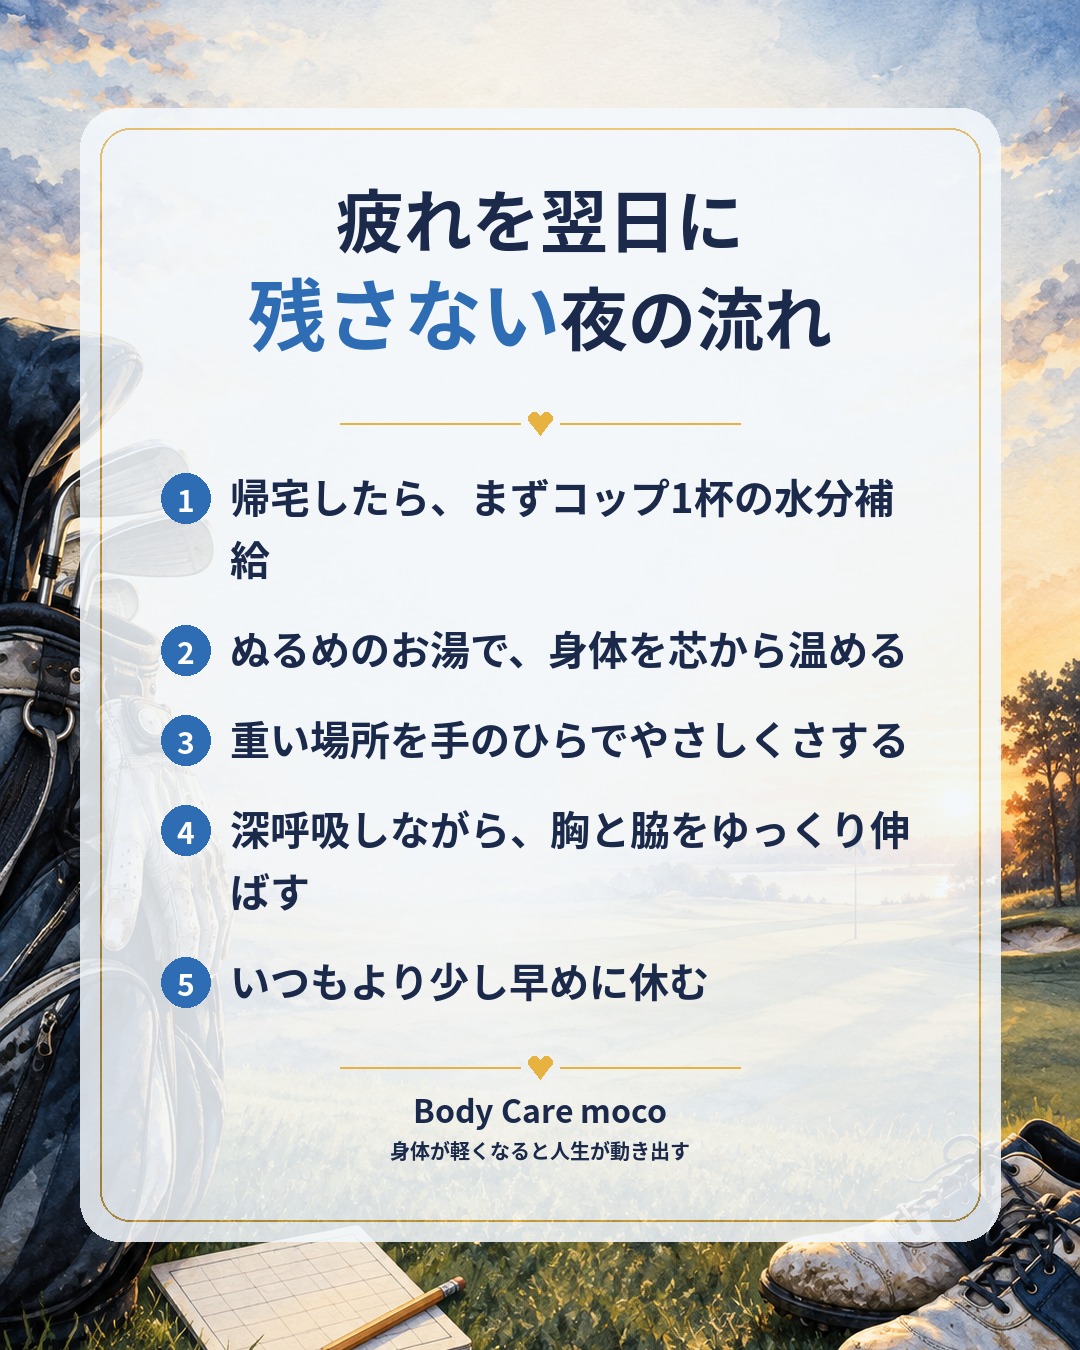 疲れを翌日に
残さない夜の流れ
1 帰宅したら、まずコップ1杯の水分補
給
2 ぬるめのお湯で、身体を芯から温める
3 重い場所を手のひらでやさしくさする
4 深呼吸しながら、胸と脇をゆっくり伸
ばす
5 いつもより少し早めに休む
Body Care moco
身体が軽くなると人生が動き出す